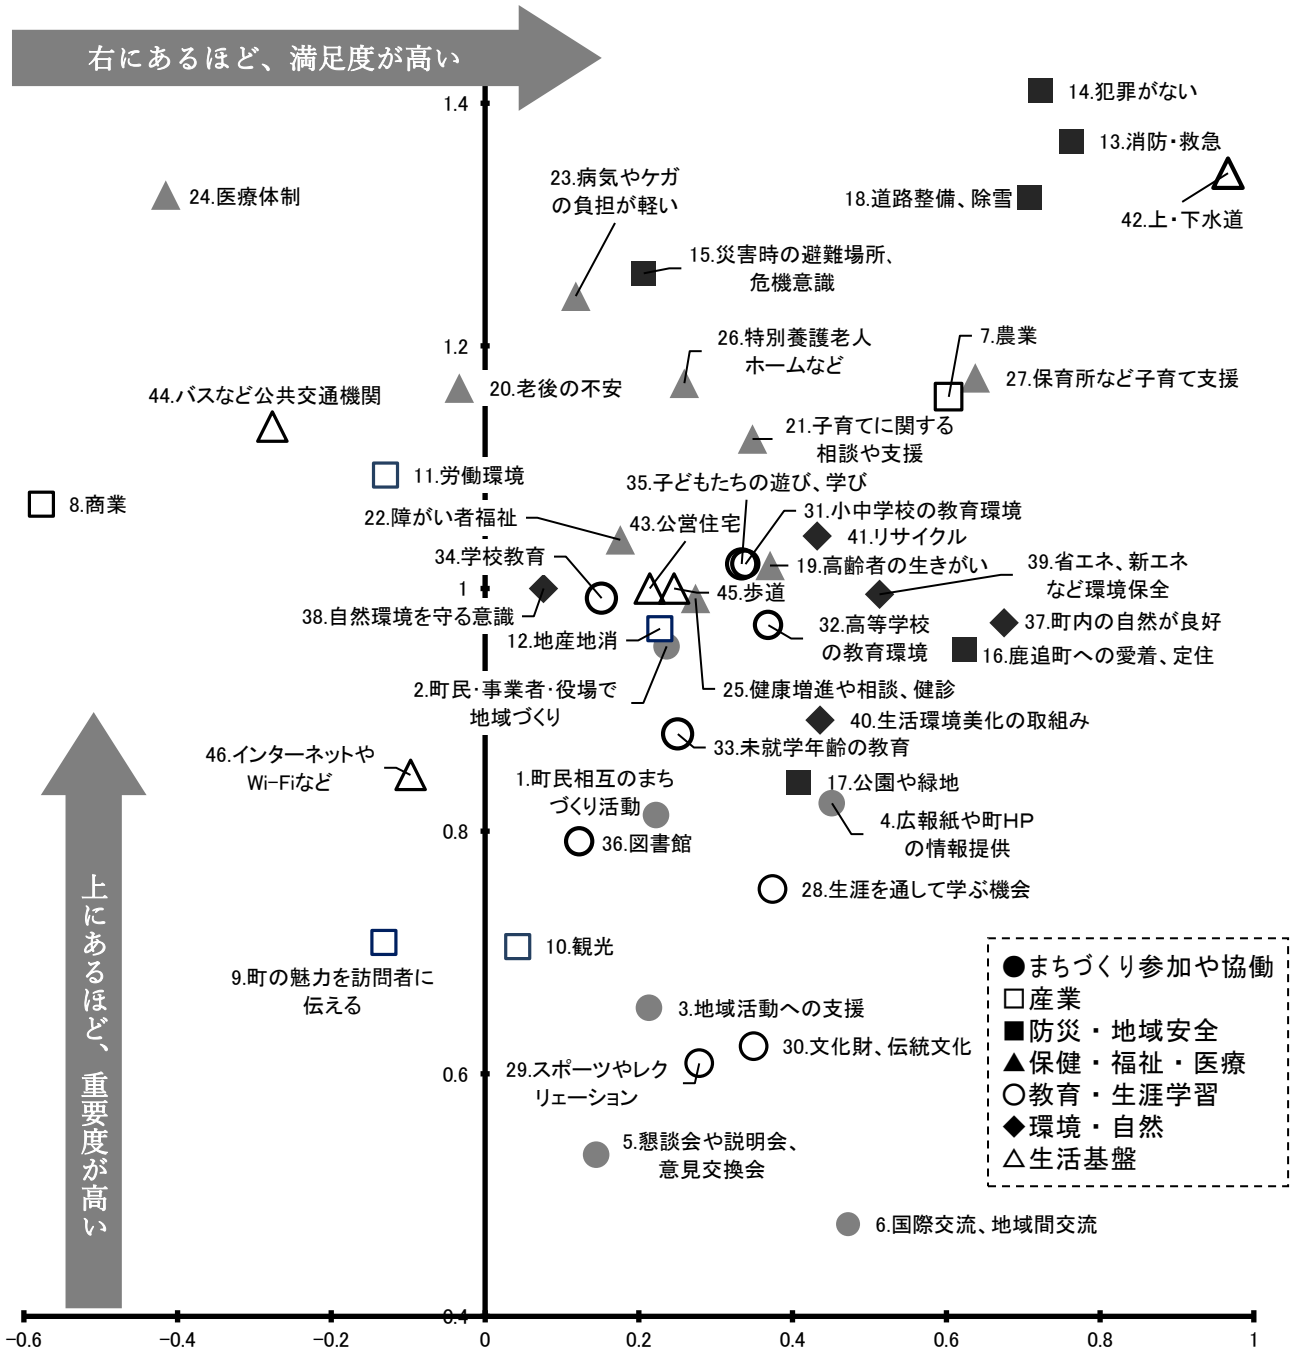 右にあるほど、満足度が高い
1.4
14.犯罪がない
13.消防・救急
24.医療体制
23.病気やケガ
の負担が軽い
18.道路整備、除雪
42.上・下水道
15.災害時の避難場所、
危機意識
1.2
26.特別養護老人
ホームなど
7.農業
27.保育所など子育て支援
20.老後の不安
44.バスなど公共交通機関
21.子育てに関する
相談や支援
11.労働環境
35.子どもたちの遊び、学び
8.商業
22.障がい者福祉
43.公営住宅
31.小中学校の教育環境
41.リサイクル
34.学校教育
19.高齢者の生きがい
39.省エネ、新エネ
など環境保全
1
45.歩道
38.自然環境を守る意識
12.地産地消
32.高等学校
の教育環境
37.町内の自然が良好
16.鹿追町への愛着、定住
2.町民・事業者・役場で
地域づくり
25.健康増進や相談、健診
40.生活環境美化の取組み
33.未就学年齢の教育
46.インターネットや
Wi-Fiなど
1.町民相互のまち
づくり活動
17.公園や緑地
0.8
36.図書館
4.広報紙や町HP
の情報提供
28.生涯を通して学ぶ機会
上にあるほど、重要度が高い
9.町の魅力を訪問者に
伝える
10.観光
3.地域活動への支援
30.文化財、伝統文化
0.6
29.スポーツやレク
リェーション
5.懇談会や説明会、
意見交換会
6.国際交流、地域間交流
まちづくり参加や協働
産業
防災・地域安全
保健・福祉・医療
教育・生涯学習
環境・自然
生活基盤
0.4
-0.6 -0.4 -0.2 0 0.2 0.4 0.6 0.8 1